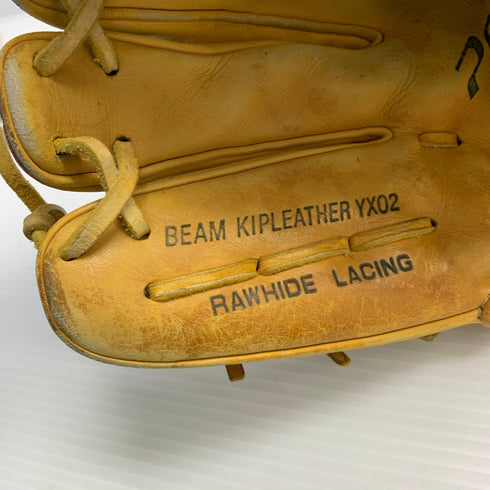 BEAM KIPLEATHER YX02
RAWHIDE LACING